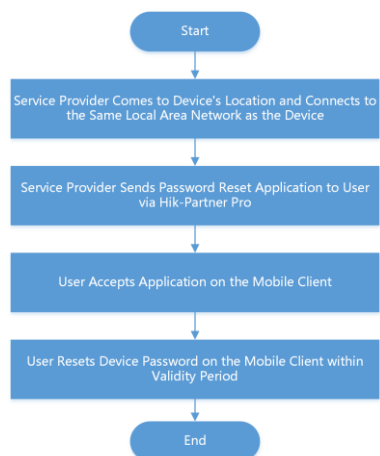 Start
Service Provider Comes to Device's Location and Connects to
the Same Local Area Network as the Device
Service Provider Sends Password Reset Application to User
via Hik-Partner Pro
User Accepts Application on the Mobile Client
User Resets Device Password on the Mobile Client within
Validity Period
End